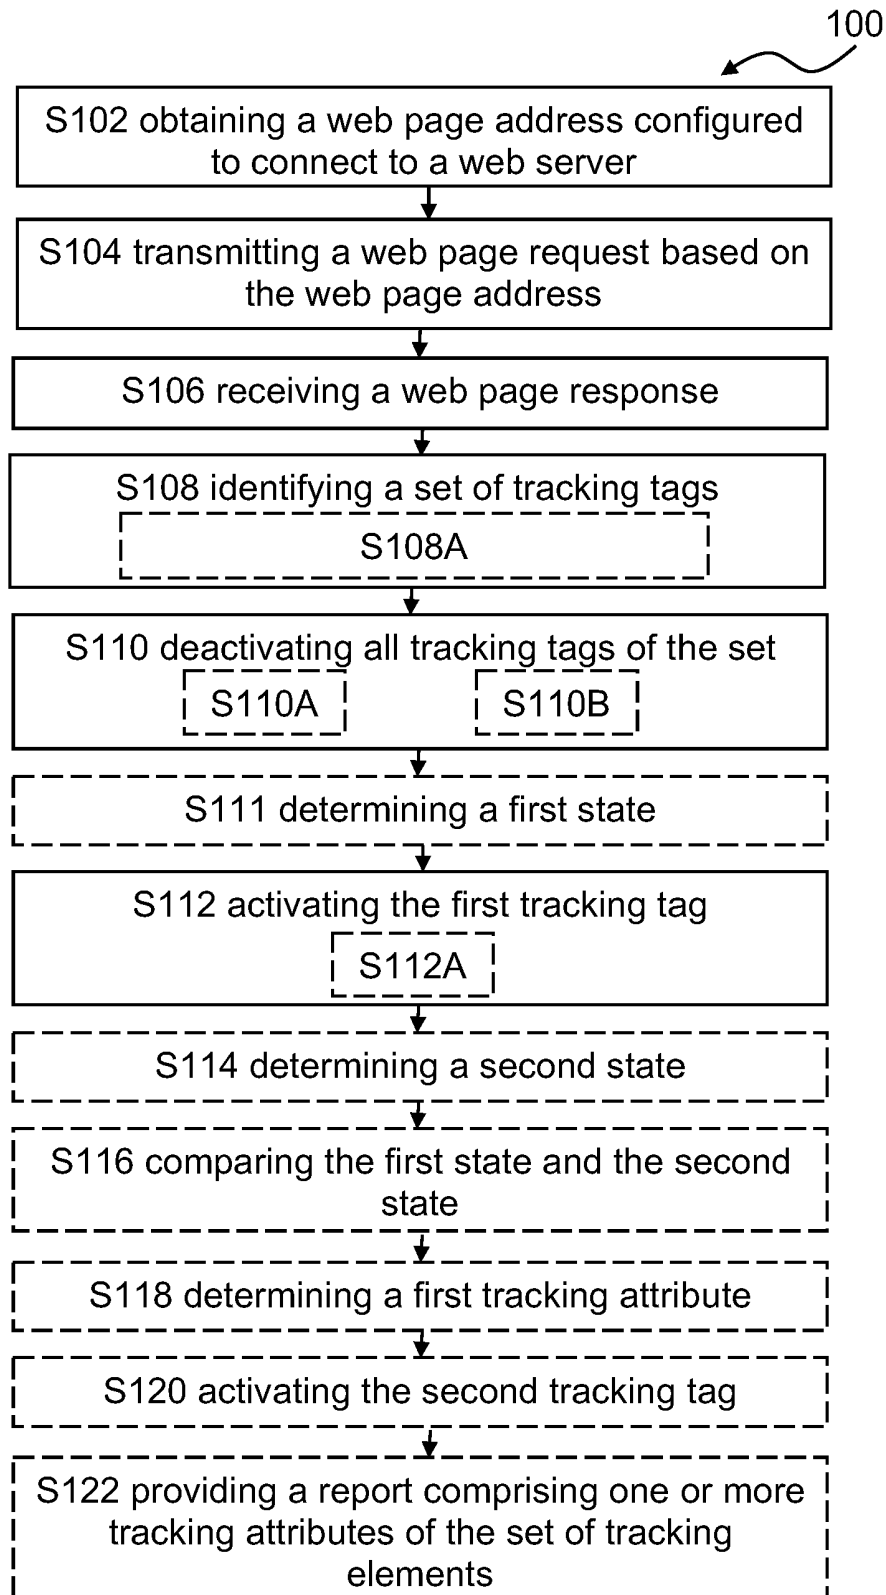 100
S102 obtaining a web page address configured
to connect to a web server
S104 transmitting a web page request based on
the web page address
S106 receiving a web page response
S108 identifying a set of tracking tags
S108A
S110 deactivating all tracking tags of the set
S110A
S110B
S111 determining a first state
S112 activating the first tracking tag
S112A
S114 determining a second state
S116 comparing the first state and the second
state
S118 determining a first tracking attribute
S120 activating the second tracking tag
S122 providing a report comprising one or more
tracking attributes of the set of tracking
elements